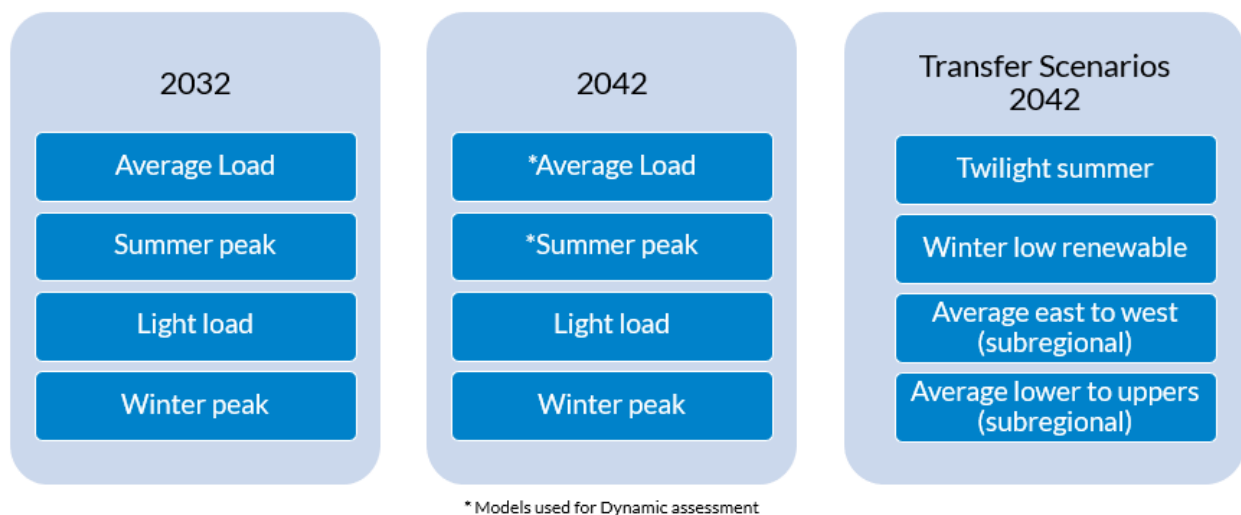 2032
Average Load
Summer peak
Light load
Winter peak
2042
*Average Load
*Summer peak
Light load
Winter peak
Transfer Scenarios
2042
Twilight summer
Winter low renewable
Average east to west
(subregional)
Average lower to uppers
(subregional)
* Models used for Dynamic assessment